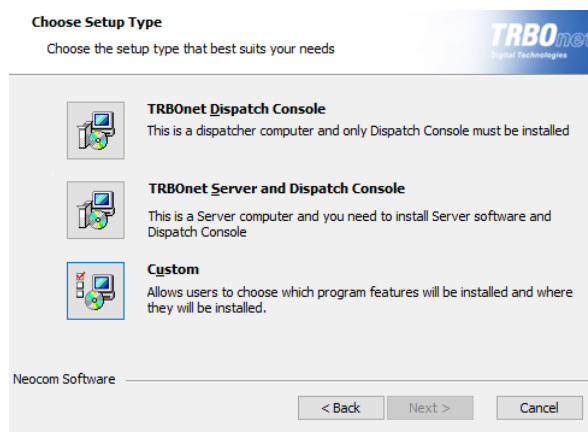 Choose Setup Type
Choose the setup type that best suits your needs
TRBOnet
Digital Technologies
TRBOnet Dispatch Console
This is a dispatcher computer and only Dispatch Console must be installed
TRBOnet Server and Dispatch Console
This is a Server computer and you need to install Server software and
Dispatch Console
Custom
Allows users to choose which program features will be installed and where
they will be installed.
Neocom Software
< Back
Next >
Cancel